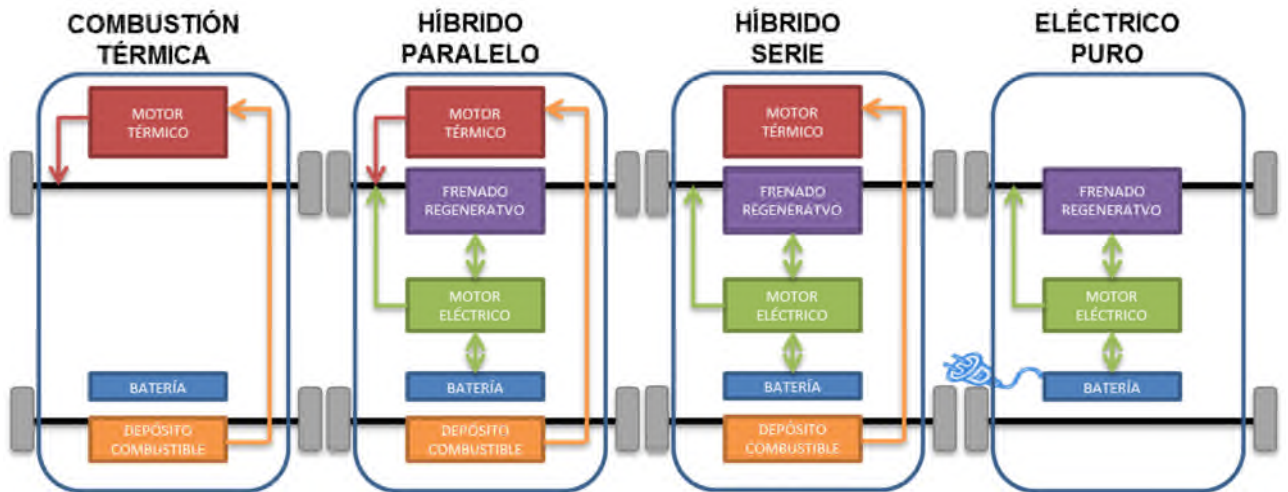 COMBUSTIÓN
TÉRMICA
MOTOR
TÉRMICO
BATERÍA
DEPÓSITO
COMBUSTIBLE
HÍBRIDO
PARALELO
MOTOR
TÉRMICO
FRENADO
REGENERATVO
MOTOR
ELÉCTRICO
BATERÍA
DEPÓSITO
COMBUSTIBLE
HÍBRIDO
SERIE
MOTOR
TÉRMICO
FRENADO
REGENERATVO
MOTOR
ELÉCTRICO
BATERÍA
DEPÓSITO
COMBUSTIBLE
ELÉCTRICO
PURO
FRENADO
REGENERATVO
MOTOR
ELÉCTRICO
BATERÍA